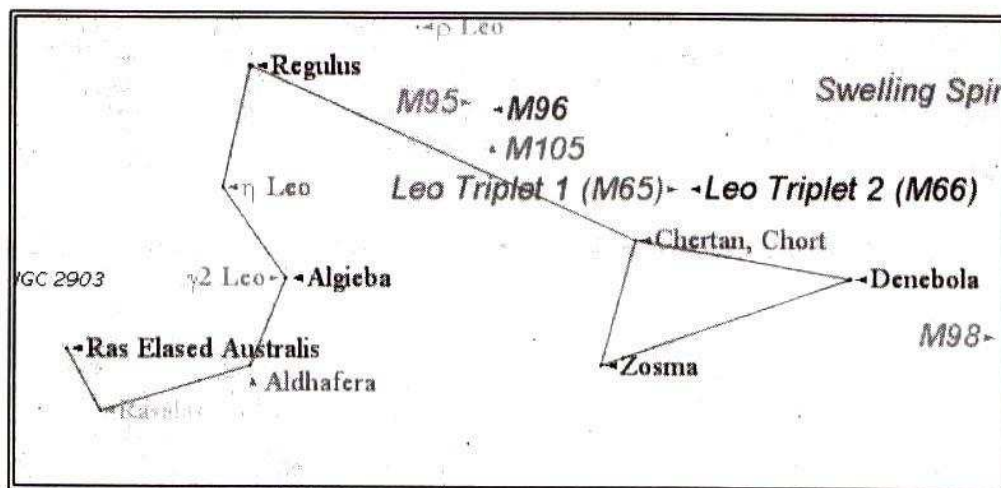 ρ Leo
Regulus
Swelling Spir
M95
M96
M105
Leo Triplet 1 (M65)
Leo Triplet 2 (M66)
η Leo
Chertan, Chort
GC 2903
γ2 Leo
Algieba
Denebola
M98
Ras Elased Australis
Zosma
Aldhafera